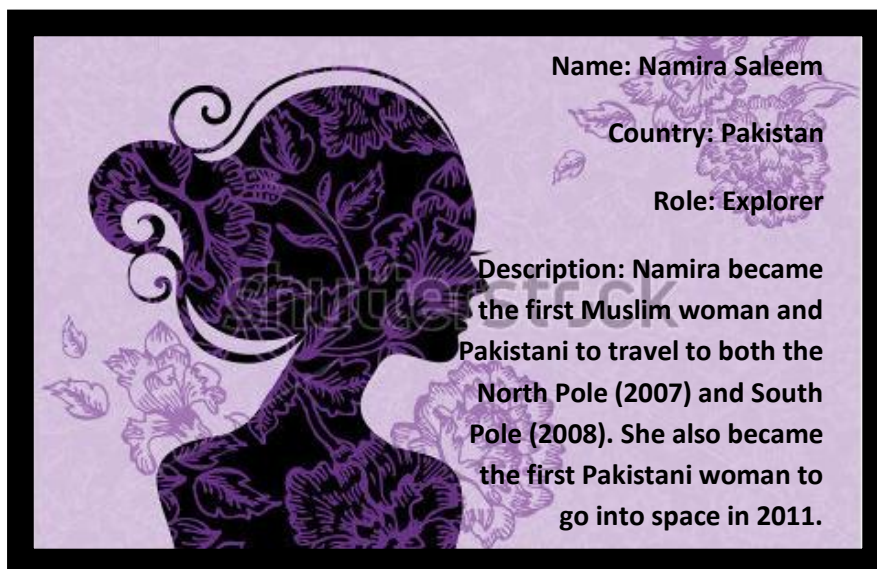 Name: Namira Saleem
Country: Pakistan
Role: Explorer
Description: Namira became
the first Muslim woman and
shutterstock
Pakistani to travel to both the
North Pole (2007) and South
Pole (2008). She also became
the first Pakistani woman to
go into space in 2011.